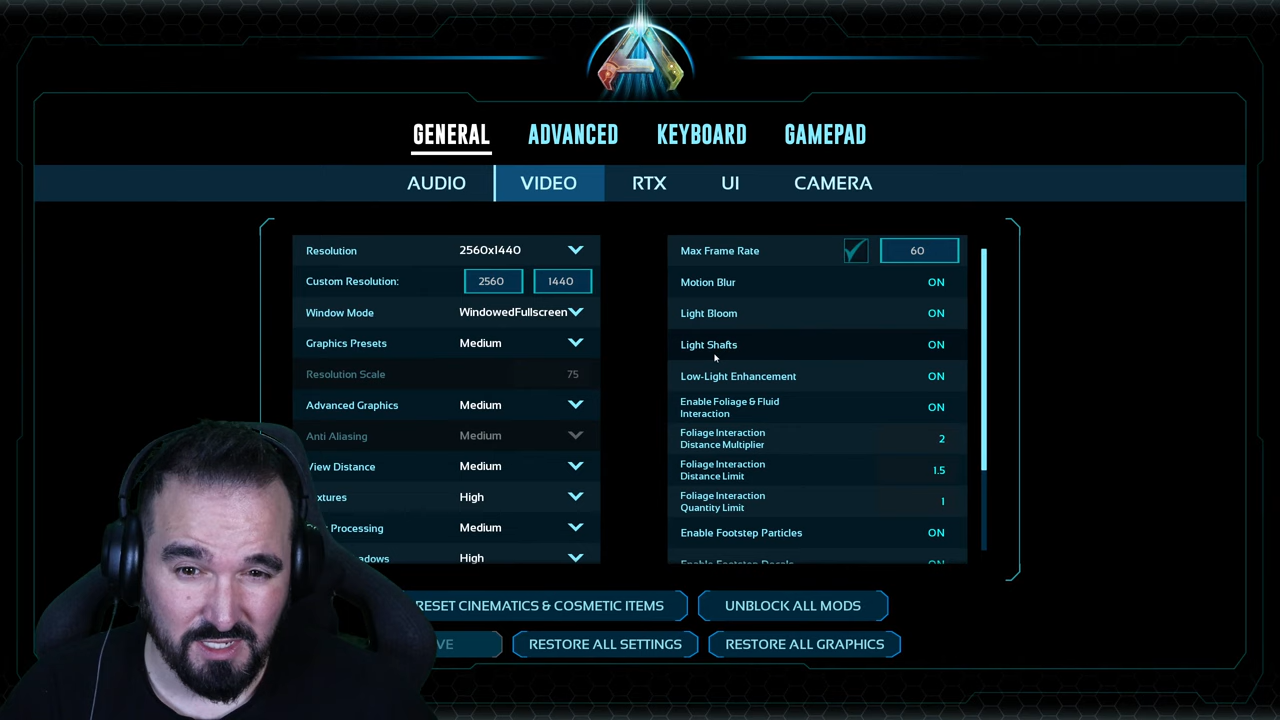 GENERAL ADVANCED KEYBOARD GAMEPAD
AUDIO VIDEO RTX UI CAMERA
Resolution 2560x1440
Custom Resolution: 2560 1440
Window Mode WindowedFullscreen
Graphics Presets Medium
Resolution Scale 75
Advanced Graphics Medium
Anti Aliasing Medium
View Distance Medium
High
Processing Medium
High
Max Frame Rate 60
Motion Blur ON
Light Bloom ON
Light Shafts ON
Low-Light Enhancement ON
Enable Foliage & Fluid
Interaction ON
Foliage Interaction
Distance Multiplier 2
Foliage Interaction
Distance Limit 1.5
Foliage Interaction
Quantity Limit 1
Enable Footstep Particles ON
Enable Footstep Decals ON
RESET CINEMATICS & COSMETIC ITEMS UNBLOCK ALL MODS
RESTORE ALL SETTINGS RESTORE ALL GRAPHICS